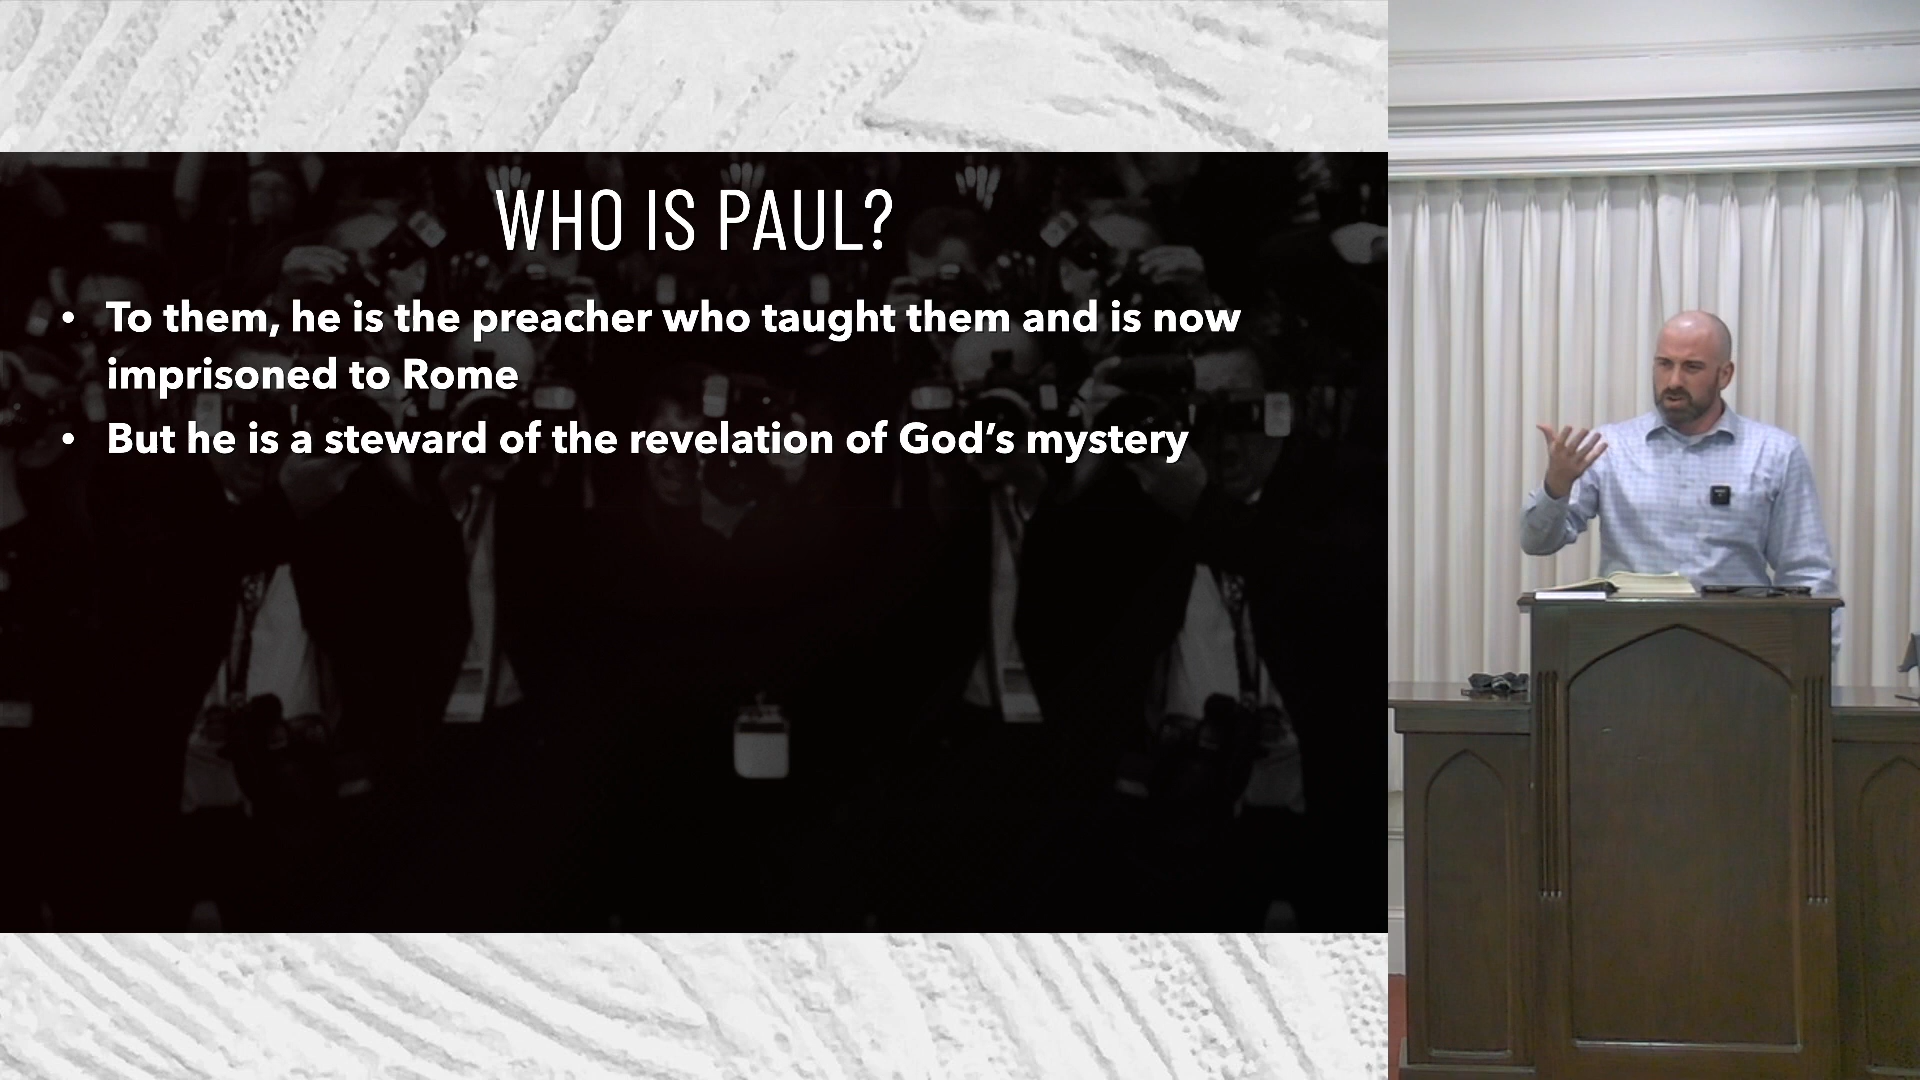 WHO IS PAUL?
• To them, he is the preacher who taught them and is now
imprisoned to Rome
• But he is a steward of the revelation of God’s mystery